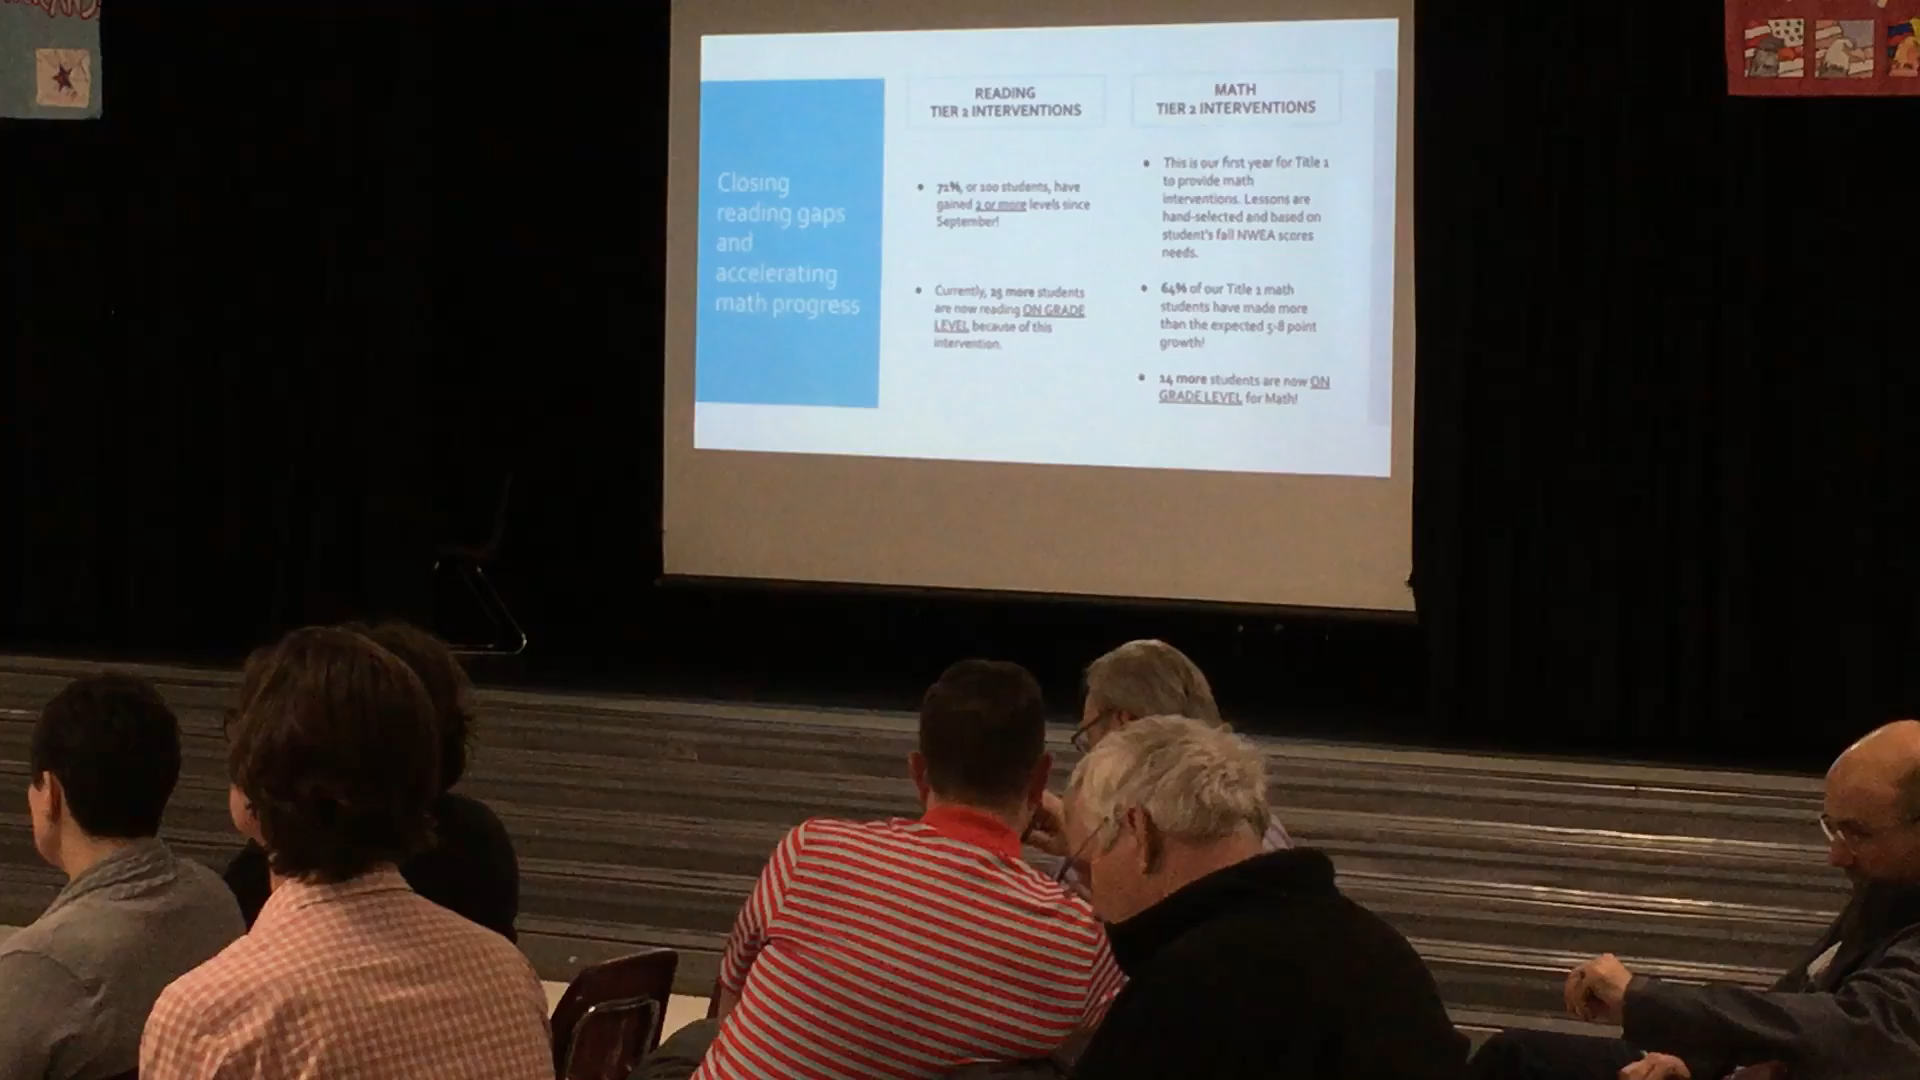 Closing
reading gaps
and
accelerating
math progress
READING
TIER 2 INTERVENTIONS
• 71%, or 100 students, have
gained 2 or more levels since
September!
• Currently, 25 more students
are now reading ON GRADE
LEVEL because of this
intervention.
MATH
TIER 2 INTERVENTIONS
• This is our first year for Title 1
to provide math
interventions. Lessons are
hand-selected and based on
student's fall NWEA scores
needs.
• 64% of our Title 1 math
students have made more
than the expected 5-8 point
growth!
• 14 more students are now ON
GRADE LEVEL for Math!